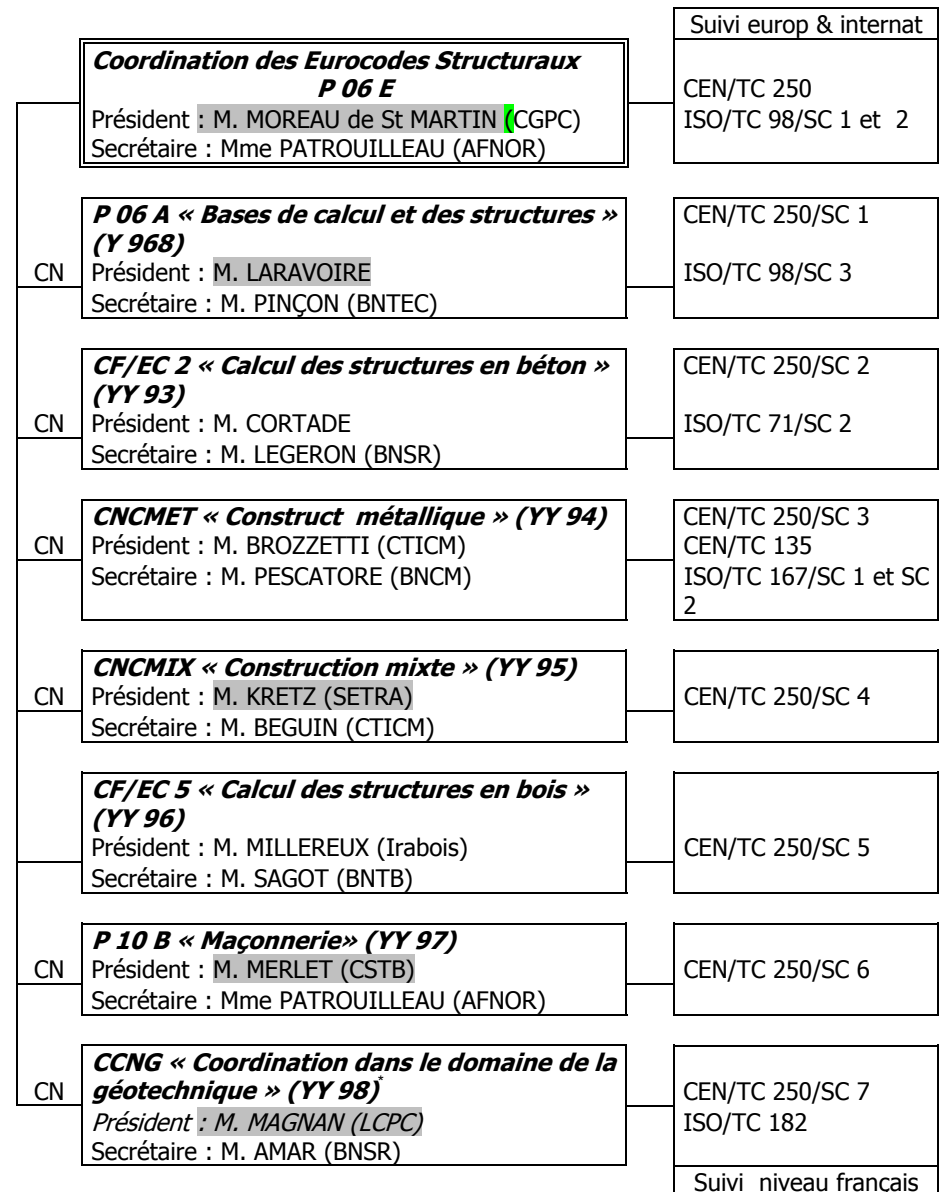 Suivi europ & internat
Coordination des Eurocodes Structuraux
P 06 E
Président : M. MOREAU de St MARTIN (CGPC)
Secrétaire : Mme PATROUILLEAU (AFNOR)
CEN/TC 250
ISO/TC 98/SC 1 et 2
P 06 A « Bases de calcul et des structures »
(Y 968)
CN
Président : M. LARAVOIRE
Secrétaire : M. PINÇON (BNTEC)
CEN/TC 250/SC 1
ISO/TC 98/SC 3
CF/EC 2 « Calcul des structures en béton »
(YY 93)
CN
Président : M. CORTADE
Secrétaire : M. LEGERON (BNSR)
CEN/TC 250/SC 2
ISO/TC 71/SC 2
CNCMET « Construct métallique » (YY 94)
CN
Président : M. BROZZETTI (CTICM)
Secrétaire : M. PESCATORE (BNCM)
CEN/TC 250/SC 3
CEN/TC 135
ISO/TC 167/SC 1 et SC
2
CNCMIX « Construction mixte » (YY 95)
CN
Président : M. KRETZ (SETRA)
Secrétaire : M. BEGUIN (CTICM)
CEN/TC 250/SC 4
CF/EC 5 « Calcul des structures en bois »
(YY 96)
Président : M. MILLEREUX (Irabois)
Secrétaire : M. SAGOT (BNTB)
CEN/TC 250/SC 5
P 10 B « Maçonnerie» (YY 97)
CN
Président : M. MERLET (CSTB)
Secrétaire : Mme PATROUILLEAU (AFNOR)
CEN/TC 250/SC 6
CCNG « Coordination dans le domaine de la
géotechnique » (YY 98)*
CN
Président : M. MAGNAN (LCPC)
Secrétaire : M. AMAR (BNSR)
CEN/TC 250/SC 7
ISO/TC 182
Suivi niveau français